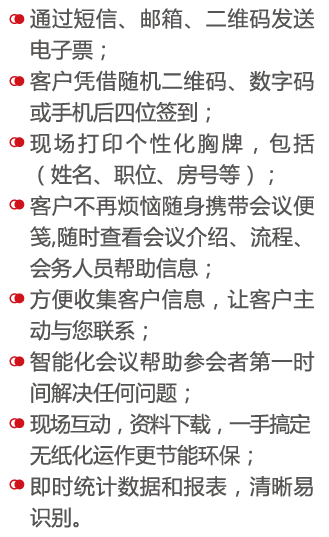 通过短信、邮箱、二维码发送
电子票；
客户凭借随机二维码、数字码
或手机后四位签到；
现场打印个性化胸牌，包括
（姓名、职位、房号等）；
客户不再烦恼随身携带会议便
笺,随时查看会议介绍、流程、
会务人员帮助信息；
方便收集客户信息，让客户主
动与您联系；
智能化会议帮助参会者第一时
间解决任何问题；
现场互动，资料下载，一手搞定
无纸化运作更节能环保；
即时统计数据和报表，清晰易
识别。